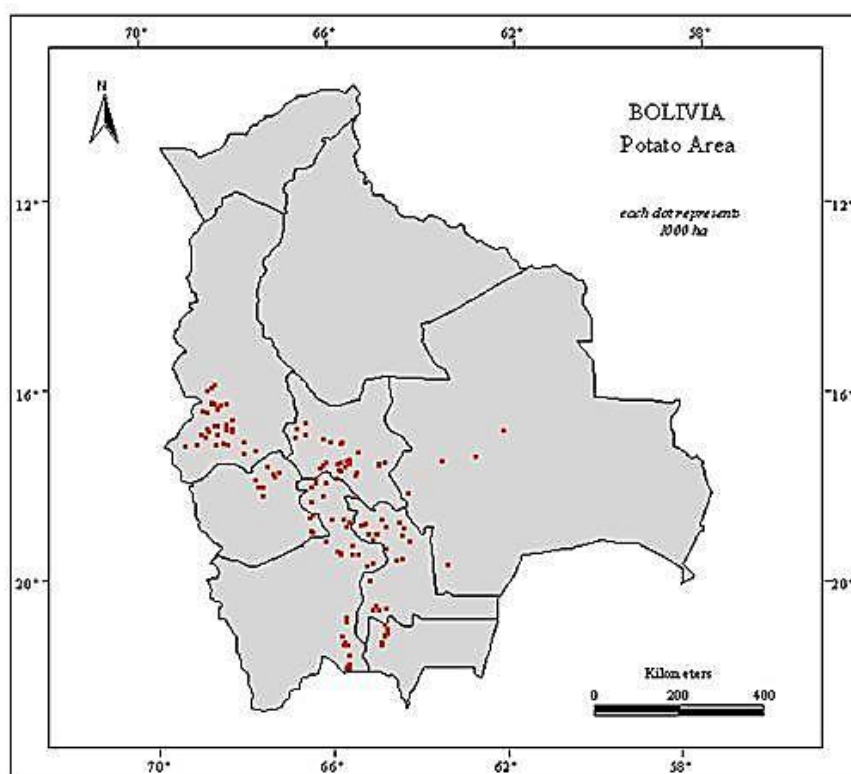 70° 66° 62° 58°
N
BOLIVIA
Potato Area
12° 12°
each dot represents
1000 ha
16° 16°
20° 20°
Kilometers
0 200 400
70° 66° 62° 58°